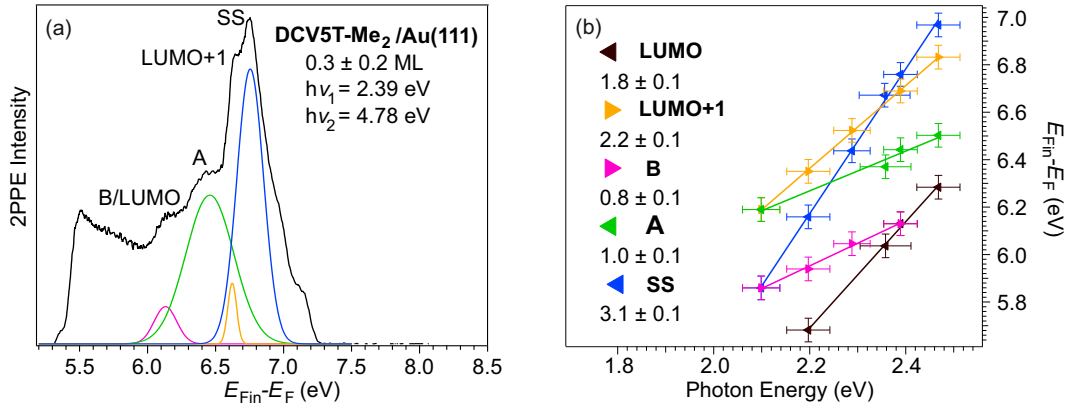 (a)
SS
DCV5T-Me₂ /Au(111)
LUMO+1
0.3 ± 0.2 ML
hν₁ = 2.39 eV
hν₂ = 4.78 eV
A
B/LUMO
2PPE Intensity
5.5 6.0 6.5 7.0 7.5 8.0 8.5
E_Fin-E_F (eV)
(b)
LUMO
1.8 ± 0.1
LUMO+1
2.2 ± 0.1
B
0.8 ± 0.1
A
1.0 ± 0.1
SS
3.1 ± 0.1
7.0
6.8
6.6
6.4
6.2
6.0
5.8
E_Fin-E_F (eV)
1.8 2.0 2.2 2.4
Photon Energy (eV)